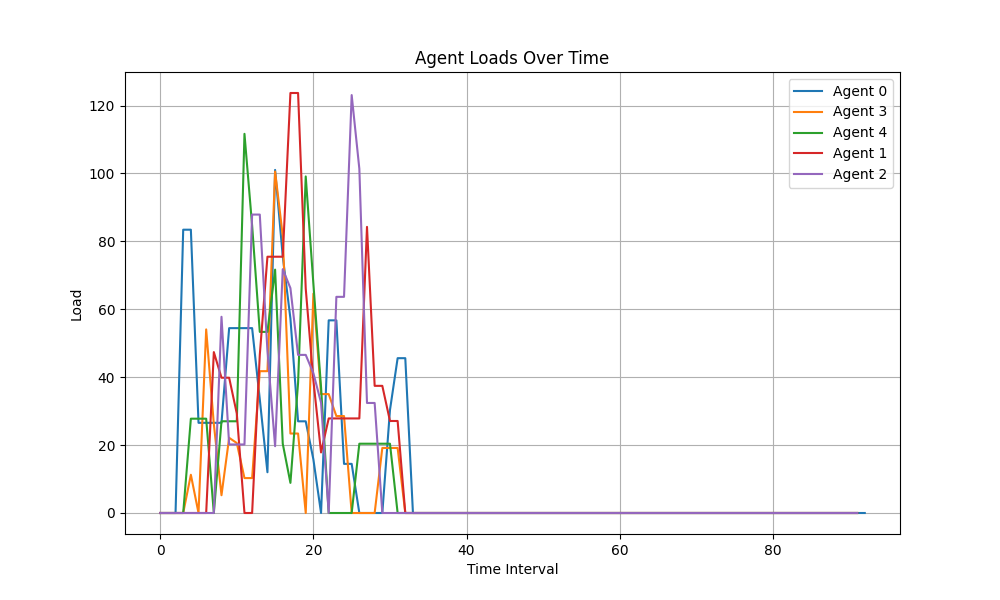 Agent Loads Over Time
Agent 0
Agent 3
Agent 4
Agent 1
Agent 2
Load
120
100
80
60
40
20
0
0 20 40 60 80
Time Interval